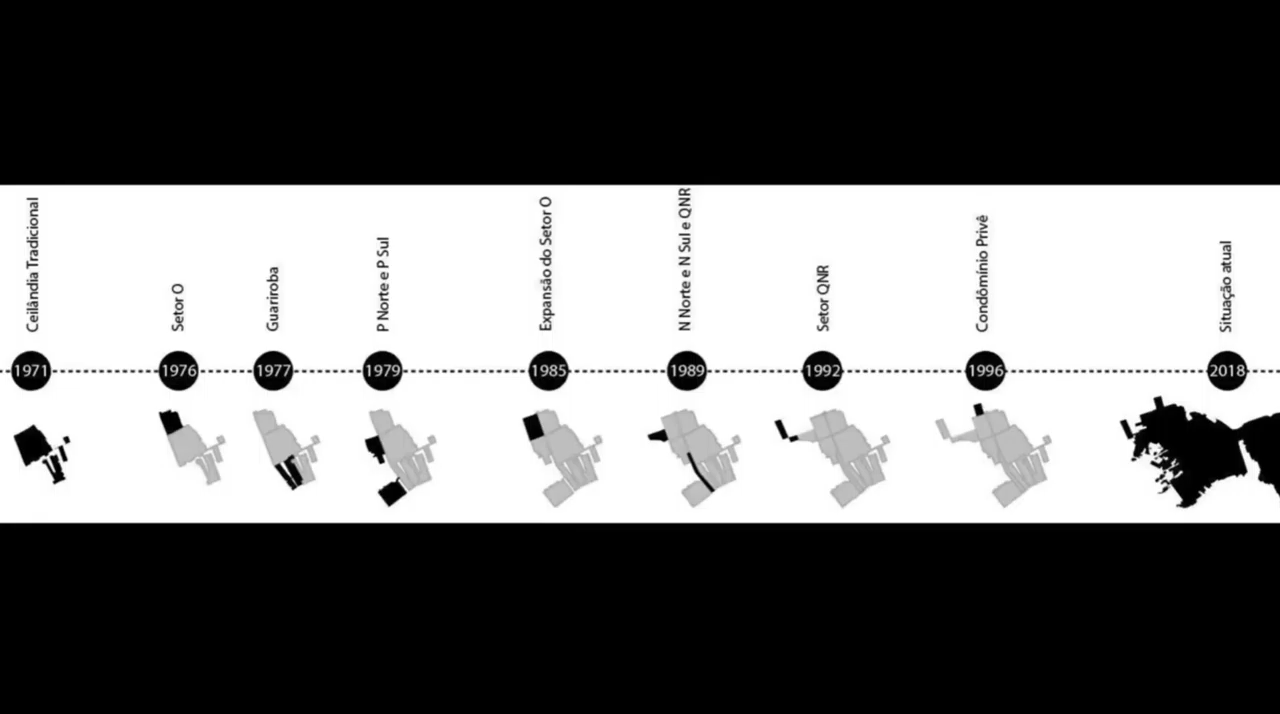 Ceilândia Tradicional
Setor O
Guariroba
P Norte e P Sul
Expansão do Setor O
N Norte e N Sul e QNR
Setor QNR
Condômínio Privê
Situação atual
1971
1976
1977
1979
1985
1989
1992
1996
2018